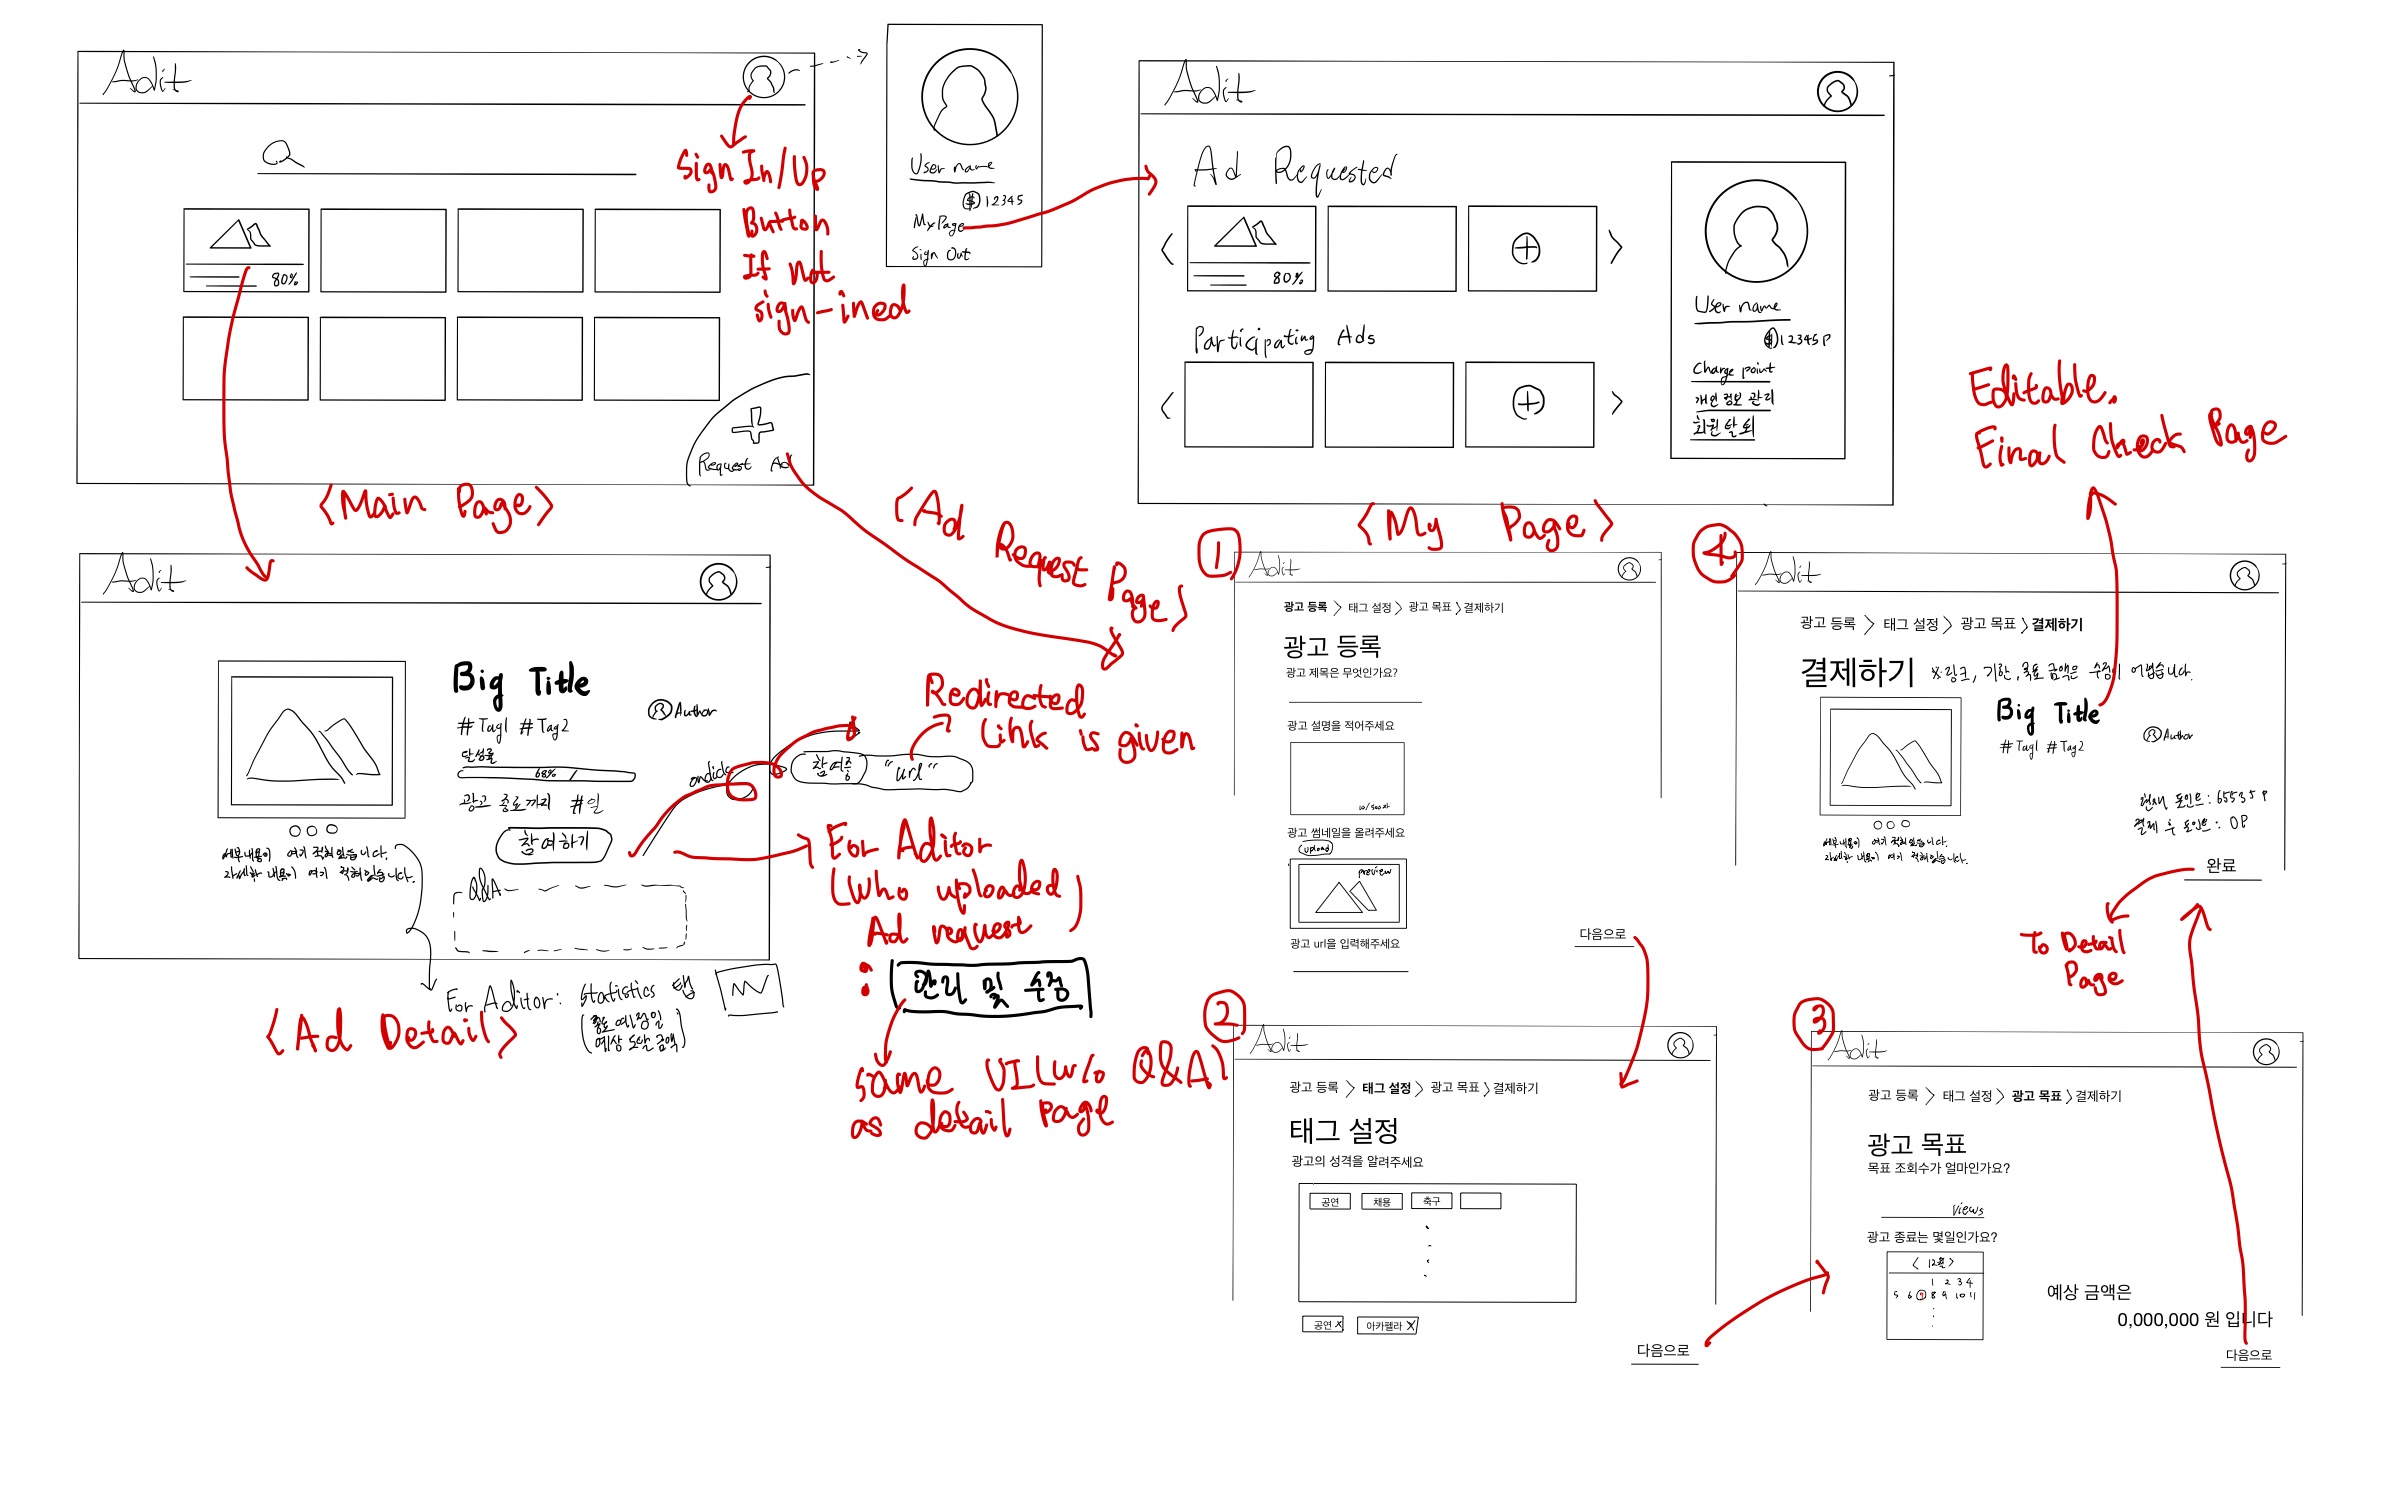 Adit
Sign In/Up
Button
If not
sign-ined
80%
Request Ad
<Main Page>
User name
$ 12345
My Page
Sign Out
Adit
Ad Requested
80%
Participating Ads
User name
$ 12345 P
Charge point
개인 정보 관리
회원 탈퇴
<My Page>
Editable.
Final Check Page
<Ad Request Page>
Adit
Big Title
#Tag1 #Tag2
Author
달성률
68%
광고 종료까지 #일
참여하기
Q&A
세부내용이 여기 적혀있습니다.
자세한 내용이 여기 적혀있습니다.
<Ad Detail>
For Aditor: Statistics 탭
(종료 예정일
예상 도달 금액)
onclick
참여중
"url"
Redirected
Link is given
For Aditor
(Who uploaded
Ad request)
: 관리 및 수정
same UI (w/o Q&A)
as detail page
1
Adit
광고 등록 > 태그 설정 > 광고 목표 > 결제하기
광고 등록
광고 제목은 무엇인가요?
광고 설명을 적어주세요
10/500자
광고 썸네일을 올려주세요
upload
preview
광고 url을 입력해주세요
다음으로
2
Adit
광고 등록 > 태그 설정 > 광고 목표 > 결제하기
태그 설정
광고의 성격을 알려주세요
공연 채용 축구
공연 X 아카펠라 X
다음으로
3
Adit
광고 등록 > 태그 설정 > 광고 목표 > 결제하기
광고 목표
목표 조회수가 얼마인가요?
views
광고 종료는 몇일인가요?
< 12월 >
1 2 3 4
5 6 7 8 9 10 11
예상 금액은
0,000,000 원 입니다
다음으로
4
Adit
광고 등록 > 태그 설정 > 광고 목표 > 결제하기
결제하기 ※링크, 기한, 목표 금액은 수정이 어렵습니다.
Big Title
#Tag1 #Tag2
Author
현재 포인트: 65535 P
결제 후 포인트: 0P
세부내용이 여기 적혀있습니다.
자세한 내용이 여기 적혀있습니다.
완료
To Detail
Page